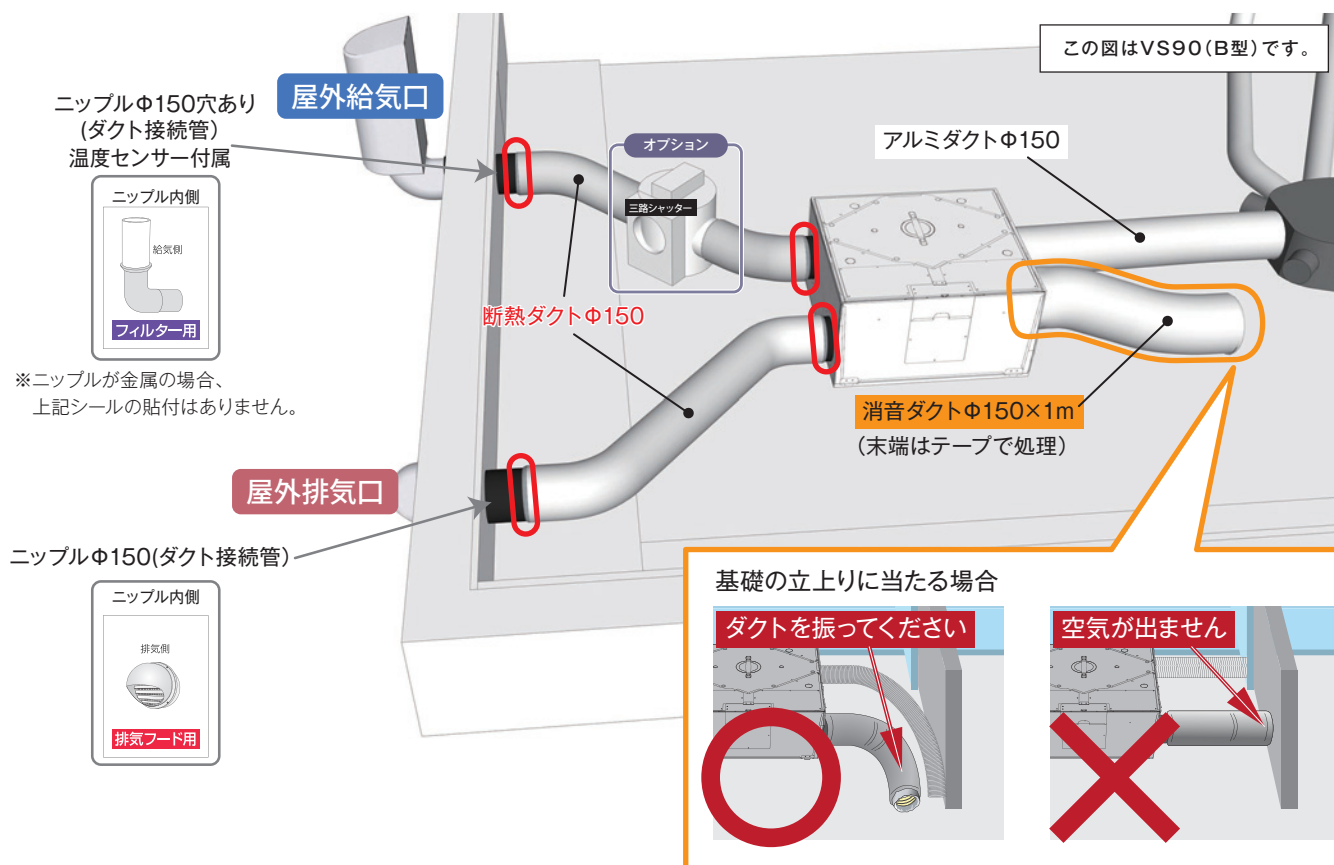 この図はVS90(B型)です。
屋外給気口
ニップルΦ150穴あり
(ダクト接続管)
温度センサー付属
ニップル内側
給気側
フィルター用
※ニップルが金属の場合、
上記シールの貼付はありません。
オプション
三路シャッター
アルミダクトΦ150
断熱ダクトΦ150
消音ダクトΦ150×1m
(末端はテープで処理)
屋外排気口
ニップルΦ150(ダクト接続管)
ニップル内側
排気側
排気フード用
基礎の立上りに当たる場合
ダクトを振ってください
空気が出ません